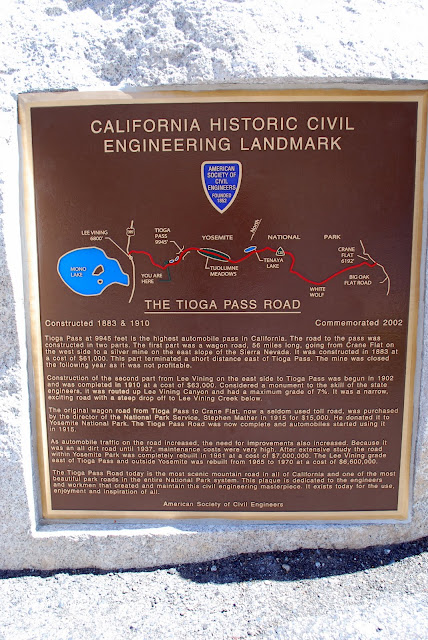 CALIFORNIA HISTORIC CIVIL
ENGINEERING LANDMARK
AMERICAN
SOCIETY OF
CIVIL
ENGINEERS
FOUNDED
1852
LEE VINING
6800'
TIOGA
PASS
9945'
YOSEMITE
North
NATIONAL
PARK
CRANE
FLAT
6192'
MONO
LAKE
YOU ARE
HERE
TUOLUMNE
MEADOWS
TENAYA
LAKE
WHITE
WOLF
BIG OAK
FLAT ROAD
THE TIOGA PASS ROAD
Constructed 1883 & 1910
Commemorated 2002
Tioga Pass at 9945 feet is the highest automobile pass in California. The road to the pass was
constructed in two parts. The first part was a wagon road, 56 miles long, going from Crane Flat on
the west side to a silver mine on the east slope of the Sierra Nevada. It was constructed in 1883 at
a cost of $61,000. This part terminated a short distance east of Tioga Pass. The mine was closed
the following year as it was not profitable.
Construction of the second part from Lee Vining on the east side to Tioga Pass was begun in 1902
and was completed in 1910 at a cost of $63,000. Considered a monument to the skill of the state
engineers, it was routed up Lee Vining Canyon and had a maximum grade of 7%. It was a narrow,
exciting road with a steep drop off to Lee Vining Creek below.
The original wagon road from Tioga Pass to Crane Flat, now a seldom used toll road, was purchased
by the director of the National Park Service, Stephen Mather in 1915 for $15,000. He donated it to
Yosemite National Park. The Tioga Pass Road was now complete and automobiles started using it
in 1915.
As automobile traffic on the road increased, the need for improvements also increased. Because it
was an all dirt road until 1937, maintenance costs were very high. After extensive study the road
within Yosemite Park was completely rebuilt in 1961 at a cost of $7,000,000. The Lee Vining grade
east of Tioga Pass and outside Yosemite was rebuilt from 1965 to 1970 at a cost of $6,600,000.
The Tioga Pass Road today is the most scenic mountain road in all of California and one of the most
beautiful park roads in the entire National Park system. This plaque is dedicated to the engineers
and workmen that created and maintain this civil engineering masterpiece. It exists today for the use,
enjoyment and inspiration of all.
American Society of Civil Engineers